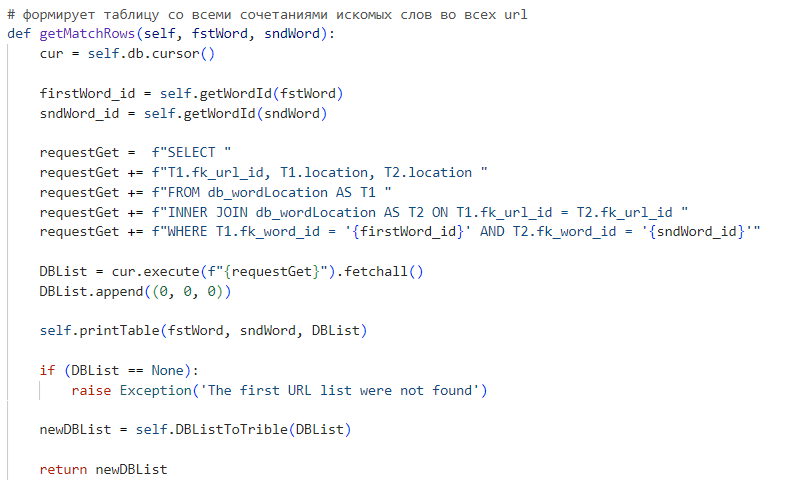 # формирует таблицу со всеми сочетаниями искомых слов во всех url
def getMatchRows(self, fstWord, sndWord):
    cur = self.db.cursor()

    firstWord_id = self.getWordId(fstWord)
    sndWord_id = self.getWordId(sndWord)

    requestGet =  f"SELECT "
    requestGet += f"T1.fk_url_id, T1.location, T2.location "
    requestGet += f"FROM db_wordLocation AS T1 "
    requestGet += f"INNER JOIN db_wordLocation AS T2 ON T1.fk_url_id = T2.fk_url_id "
    requestGet += f"WHERE T1.fk_word_id = '{firstWord_id}' AND T2.fk_word_id = '{sndWord_id}'"

    DBList = cur.execute(f"{requestGet}").fetchall()
    DBList.append((0, 0, 0))

    self.printTable(fstWord, sndWord, DBList)

    if (DBList == None):
        raise Exception('The first URL list were not found')

    newDBList = self.DBListToTrible(DBList)

    return newDBList